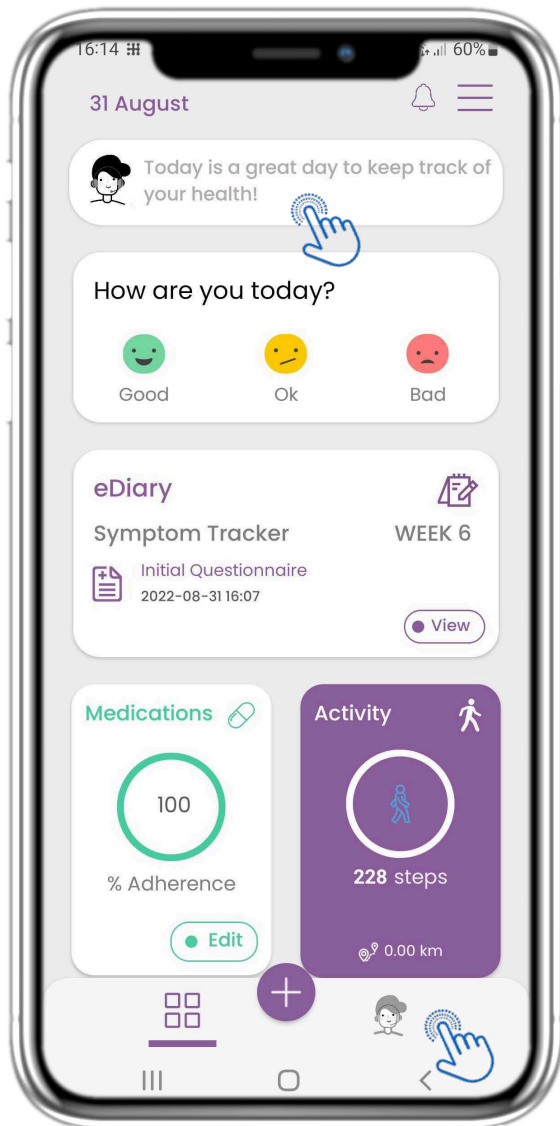 16:14 60%
31 August
Today is a great day to keep track of
your health!
How are you today?
Good Ok Bad
eDiary
Symptom Tracker WEEK 6
Initial Questionnaire
2022-08-31 16:07
View
Medications Activity
100
% Adherence 228 steps
Edit 0.00 km